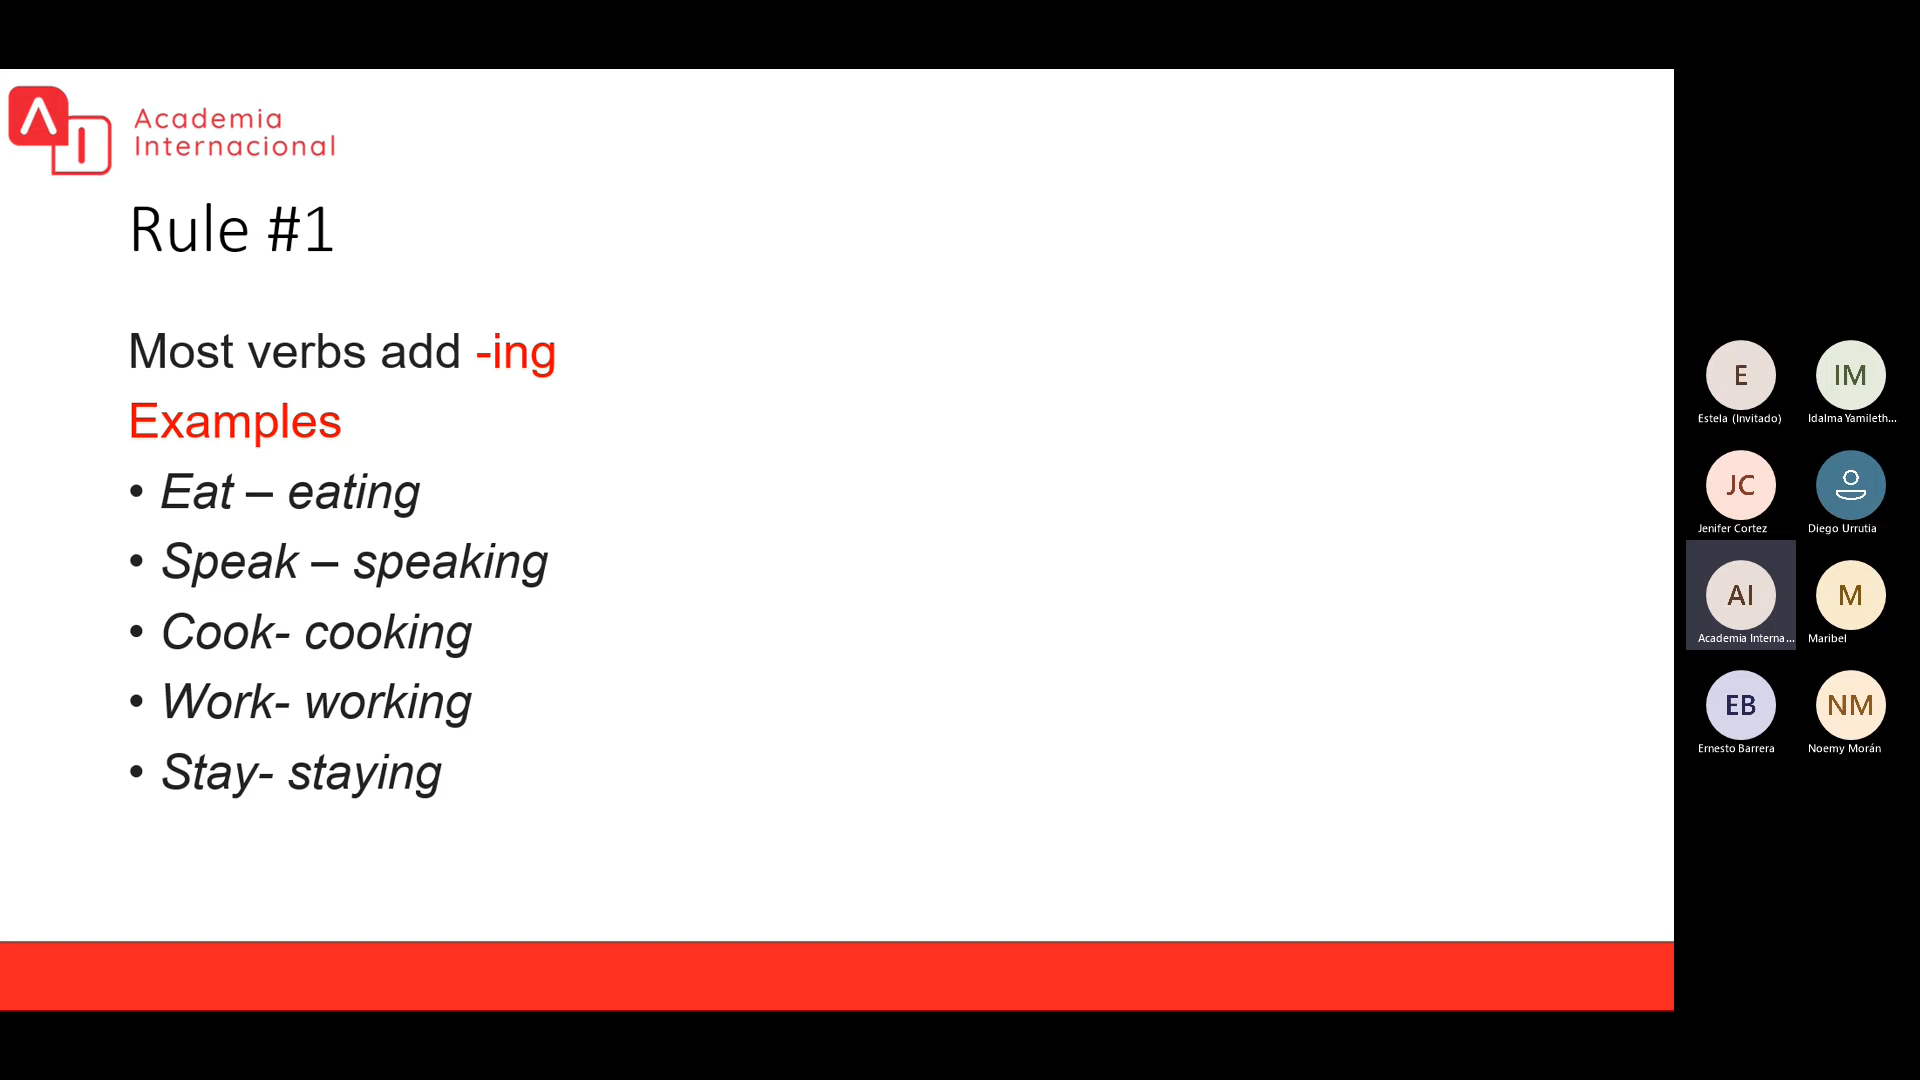 Academia
Internacional
Rule #1
Most verbs add -ing
Examples
• Eat – eating
• Speak – speaking
• Cook- cooking
• Work- working
• Stay- staying
E
IM
Estela (Invitado)
Idalma Yamileth...
JC
Jenifer Cortez
Diego Urrutia
AI
M
Academia Interna...
Maribel
EB
NM
Ernesto Barrera
Noemy Morán